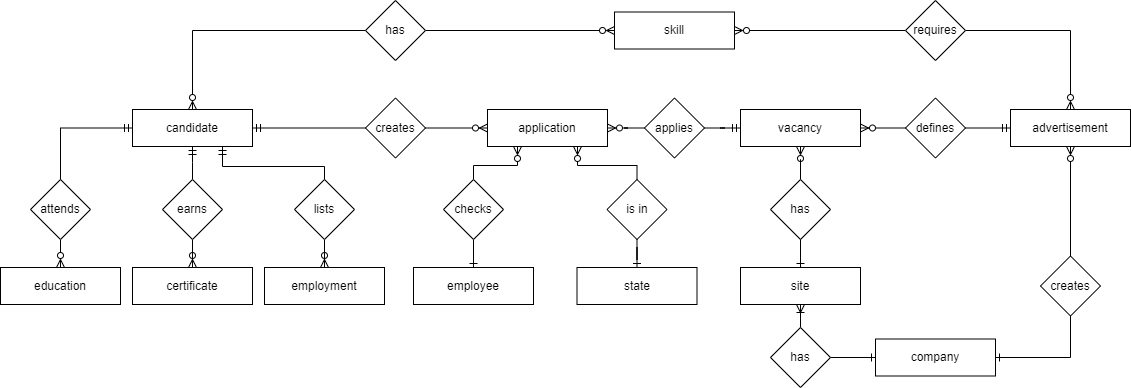 has
skill
requires
candidate
creates
application
applies
vacancy
defines
advertisement
attends
earns
lists
checks
is in
has
education
certificate
employment
employee
state
site
creates
has
company